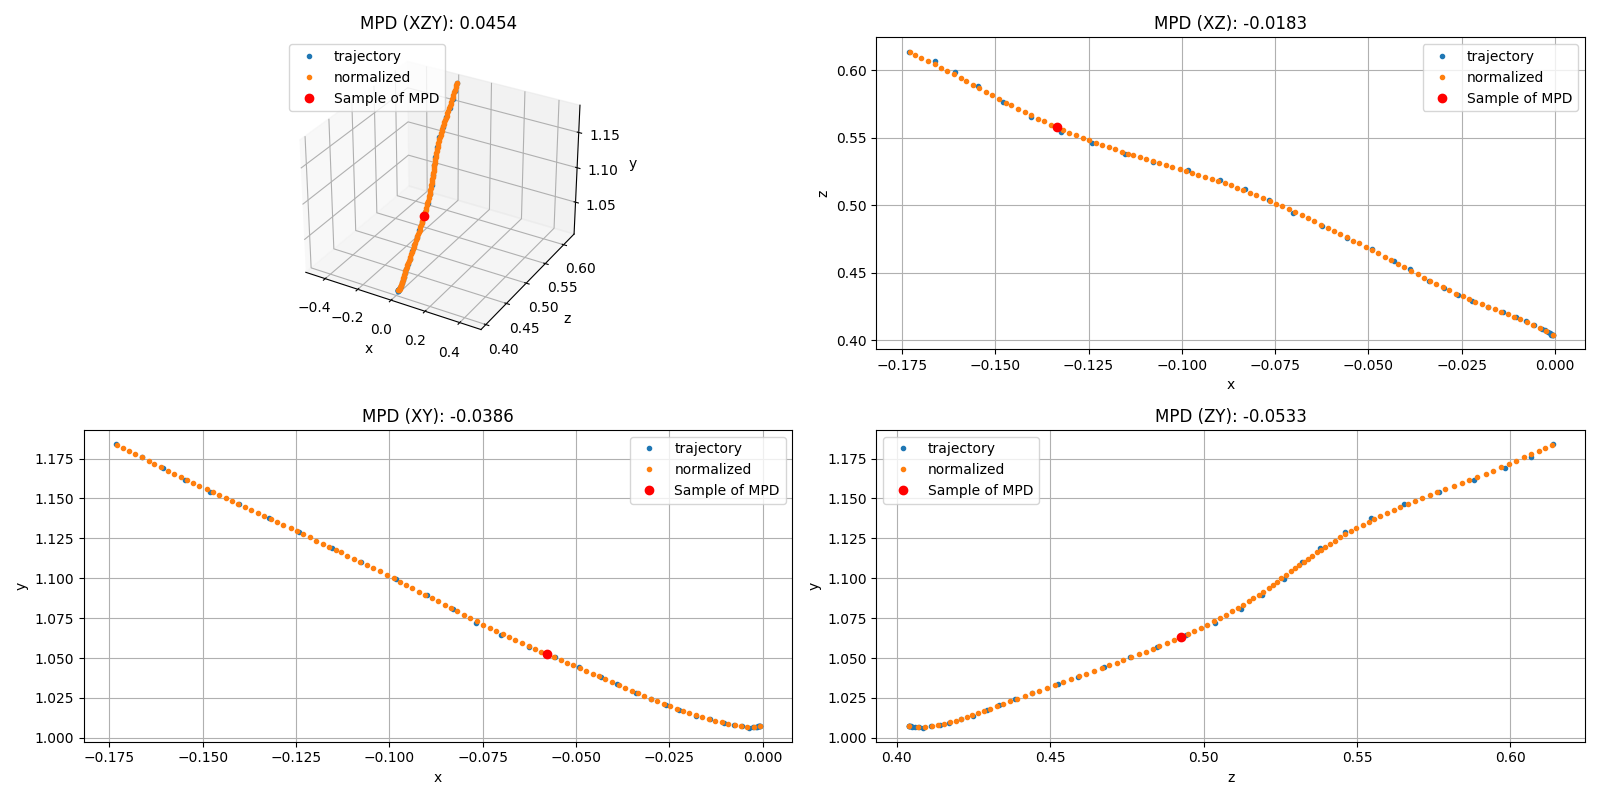 MPD (XZY): 0.0454
trajectory
normalized
Sample of MPD
1.15
1.10
1.05
y
0.60
0.55
0.50
0.45
0.40
z
−0.4
−0.2
0.0
0.2
0.4
x
MPD (XZ): -0.0183
trajectory
normalized
Sample of MPD
0.60
0.55
0.50
0.45
0.40
z
−0.175
−0.150
−0.125
−0.100
−0.075
−0.050
−0.025
0.000
x
MPD (XY): -0.0386
trajectory
normalized
Sample of MPD
1.175
1.150
1.125
1.100
1.075
1.050
1.025
1.000
y
−0.175
−0.150
−0.125
−0.100
−0.075
−0.050
−0.025
0.000
x
MPD (ZY): -0.0533
trajectory
normalized
Sample of MPD
1.175
1.150
1.125
1.100
1.075
1.050
1.025
1.000
y
0.40
0.45
0.50
0.55
0.60
z